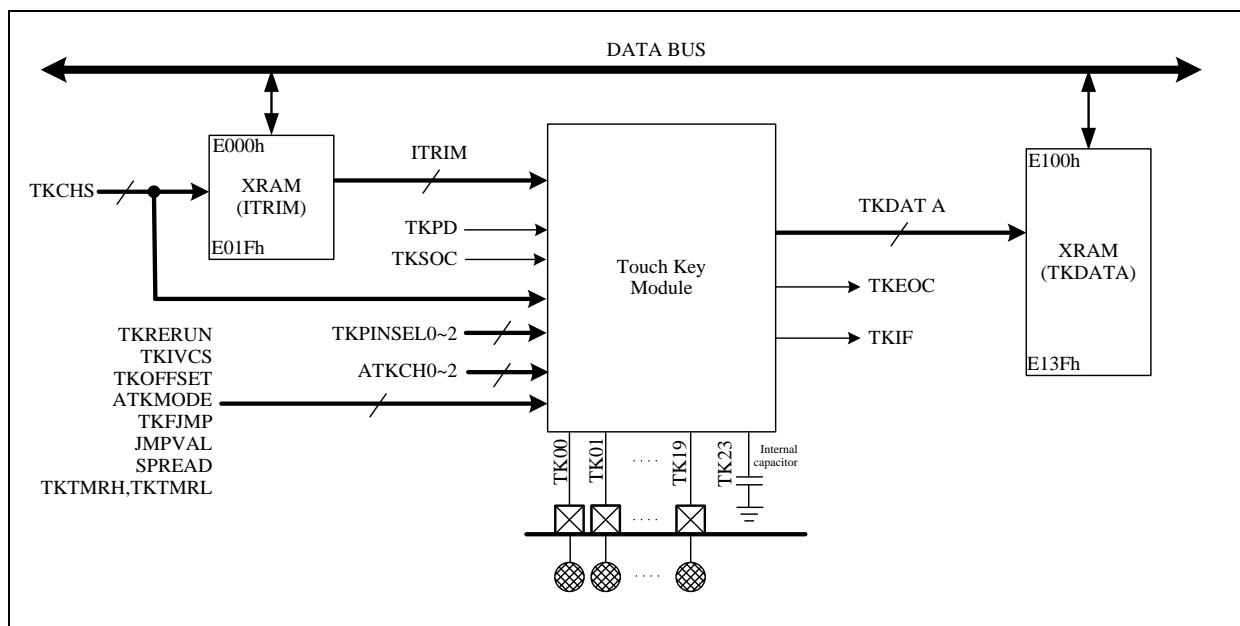 DATA BUS
E000h
XRAM
(ITRIM)
E01Fh
TKCHS
ITRIM
TKPD
TKSOC
TKPINSEL0~2
ATKCH0~2
TKRERUN
TKIVCS
TKOFFSET
ATKMODE
TKFJMP
JMPVAL
SPREAD
TKTMRH,TKTMRL
Touch Key
Module
TKDAT A
TKEOC
TKIF
E100h
XRAM
(TKDATA)
E13Fh
TK00
TK01
. . . .
TK19
TK23
Internal
capacitor
. . . .
. . . .